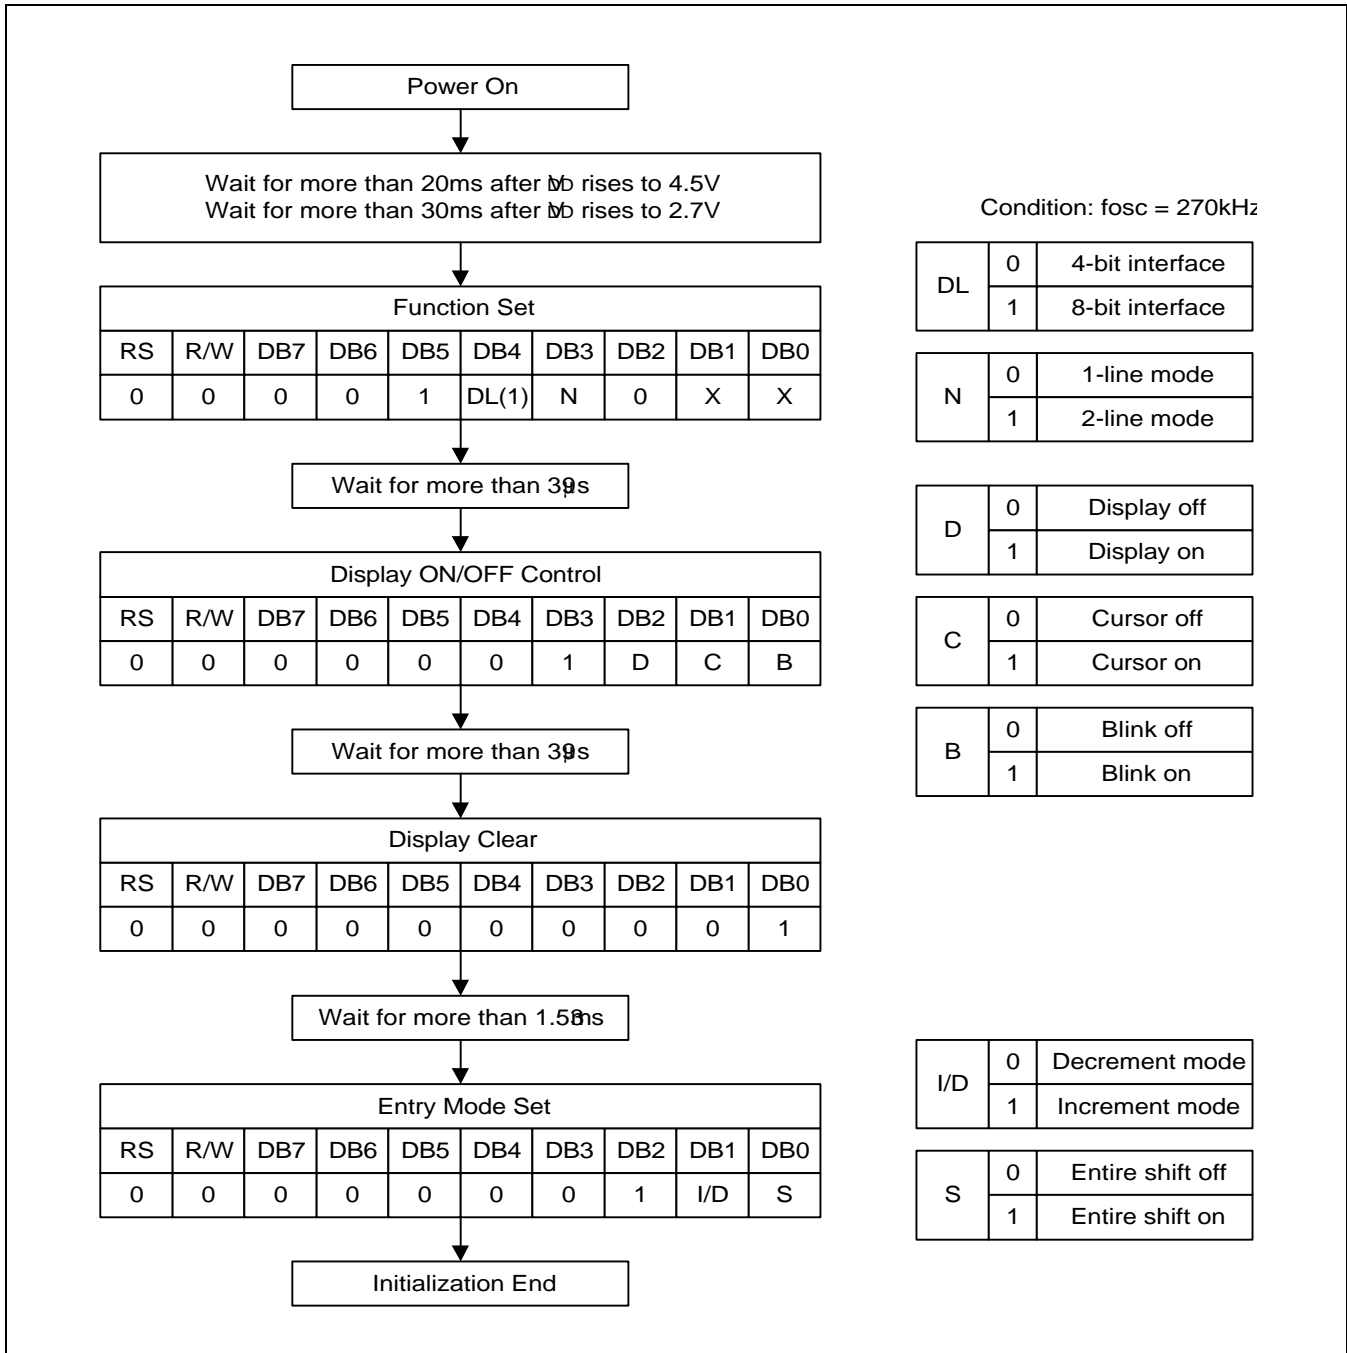 Power On
Wait for more than 20ms after VDD rises to 4.5V
Wait for more than 30ms after VDD rises to 2.7V
Condition: fosc = 270kHz
Function Set
RS R/W DB7 DB6 DB5 DB4 DB3 DB2 DB1 DB0
0 0 0 0 1 DL(1) N 0 X X
Wait for more than 39µs
Display ON/OFF Control
RS R/W DB7 DB6 DB5 DB4 DB3 DB2 DB1 DB0
0 0 0 0 0 0 1 D C B
Wait for more than 39µs
Display Clear
RS R/W DB7 DB6 DB5 DB4 DB3 DB2 DB1 DB0
0 0 0 0 0 0 0 0 0 1
Wait for more than 1.53ms
Entry Mode Set
RS R/W DB7 DB6 DB5 DB4 DB3 DB2 DB1 DB0
0 0 0 0 0 0 0 1 I/D S
Initialization End
DL
0 4-bit interface
1 8-bit interface
N
0 1-line mode
1 2-line mode
D
0 Display off
1 Display on
C
0 Cursor off
1 Cursor on
B
0 Blink off
1 Blink on
I/D
0 Decrement mode
1 Increment mode
S
0 Entire shift off
1 Entire shift on